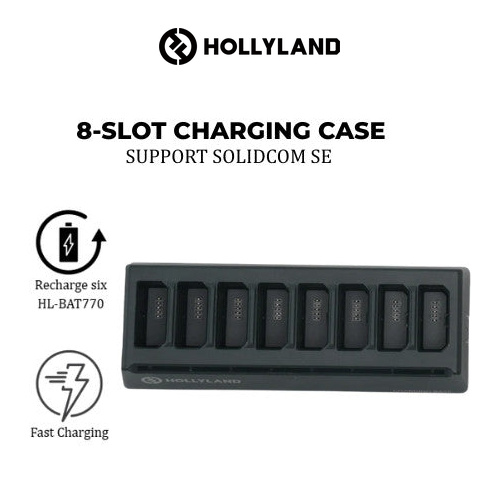 HOLLYLAND
8-SLOT CHARGING CASE
SUPPORT SOLIDCOM SE
Recharge six
HL-BAT770
Fast Charging
HOLLYLAND